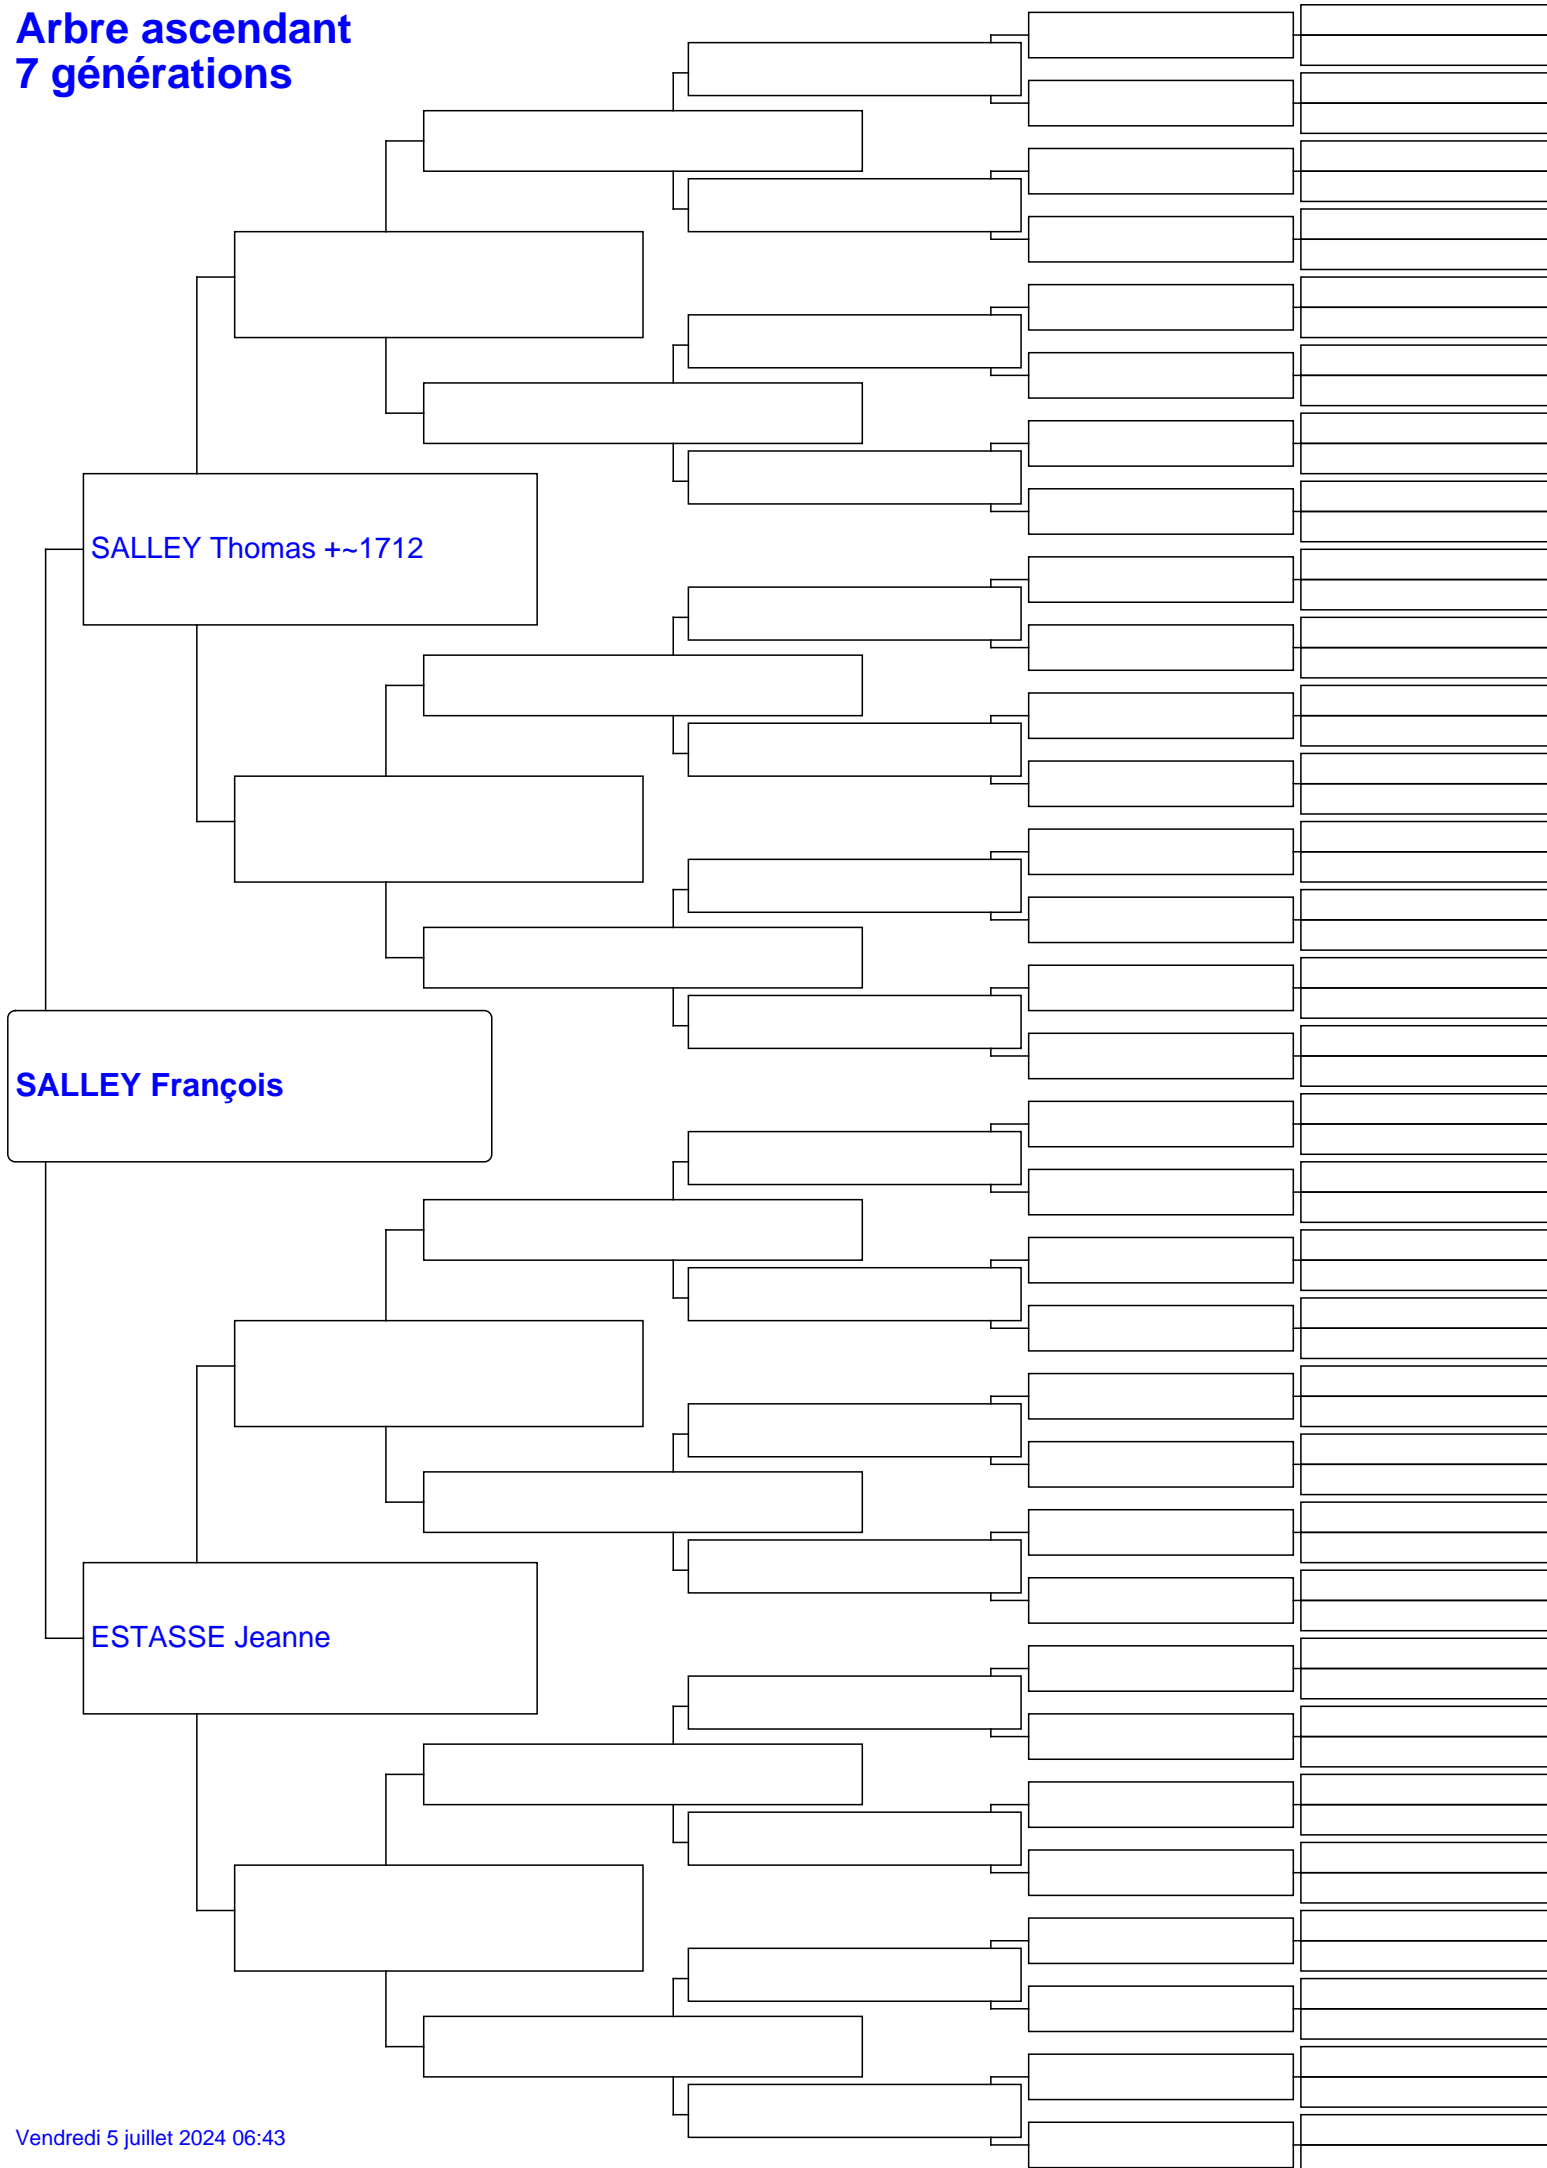 Arbre ascendant
7 générations
SALLEY Thomas +~1712
SALLEY François
ESTASSE Jeanne
Vendredi 5 juillet 2024 06:43